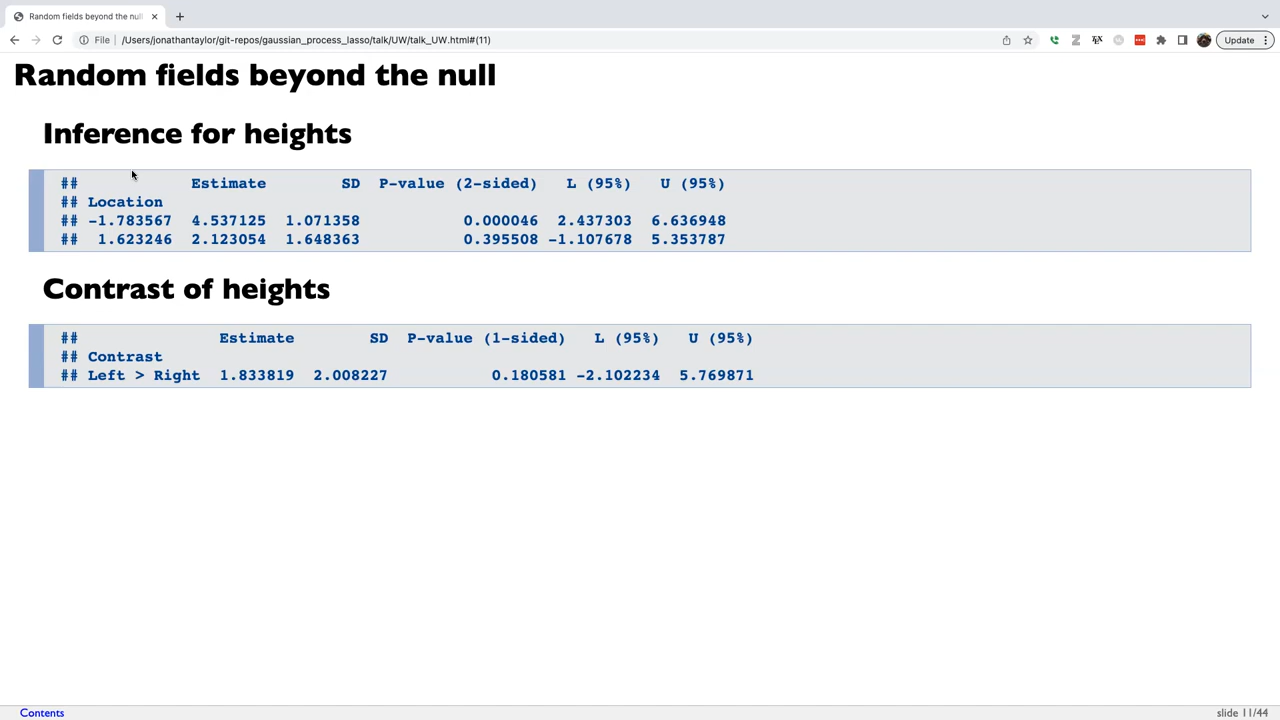 Random fields beyond the null
File
/Users/jonathantaylor/git-repos/gaussian_process_lasso/talk/UW/talk_UW.html#(11)
Update
Random fields beyond the null
Inference for heights
## Estimate SD P-value (2-sided) L (95%) U (95%)
## Location
## -1.783567 4.537125 1.071358 0.000046 2.437303 6.636948
## 1.623246 2.123054 1.648363 0.395508 -1.107678 5.353787
Contrast of heights
## Estimate SD P-value (1-sided) L (95%) U (95%)
## Contrast
## Left > Right 1.833819 2.008227 0.180581 -2.102234 5.769871
Contents
slide 11/44